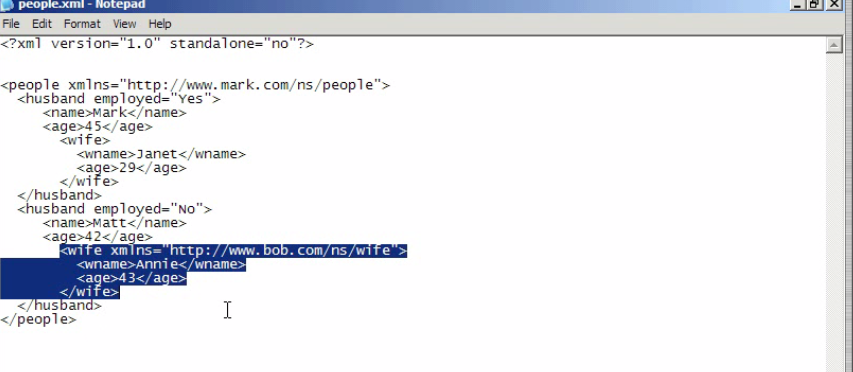 people.xml - Notepad
File Edit Format View Help
<?xml version="1.0" standalone="no"?>
<people xmlns="http://www.mark.com/ns/people">
<husband employed="Yes">
<name>Mark</name>
<age>45</age>
<wife>
<wname>Janet</wname>
<age>29</age>
</wife>
</husband>
<husband employed="No">
<name>Matt</name>
<age>42</age>
<wife xmlns="http://www.bob.com/ns/wife">
<wname>Annie</wname>
<age>43</age>
</wife>
</husband>
</people>